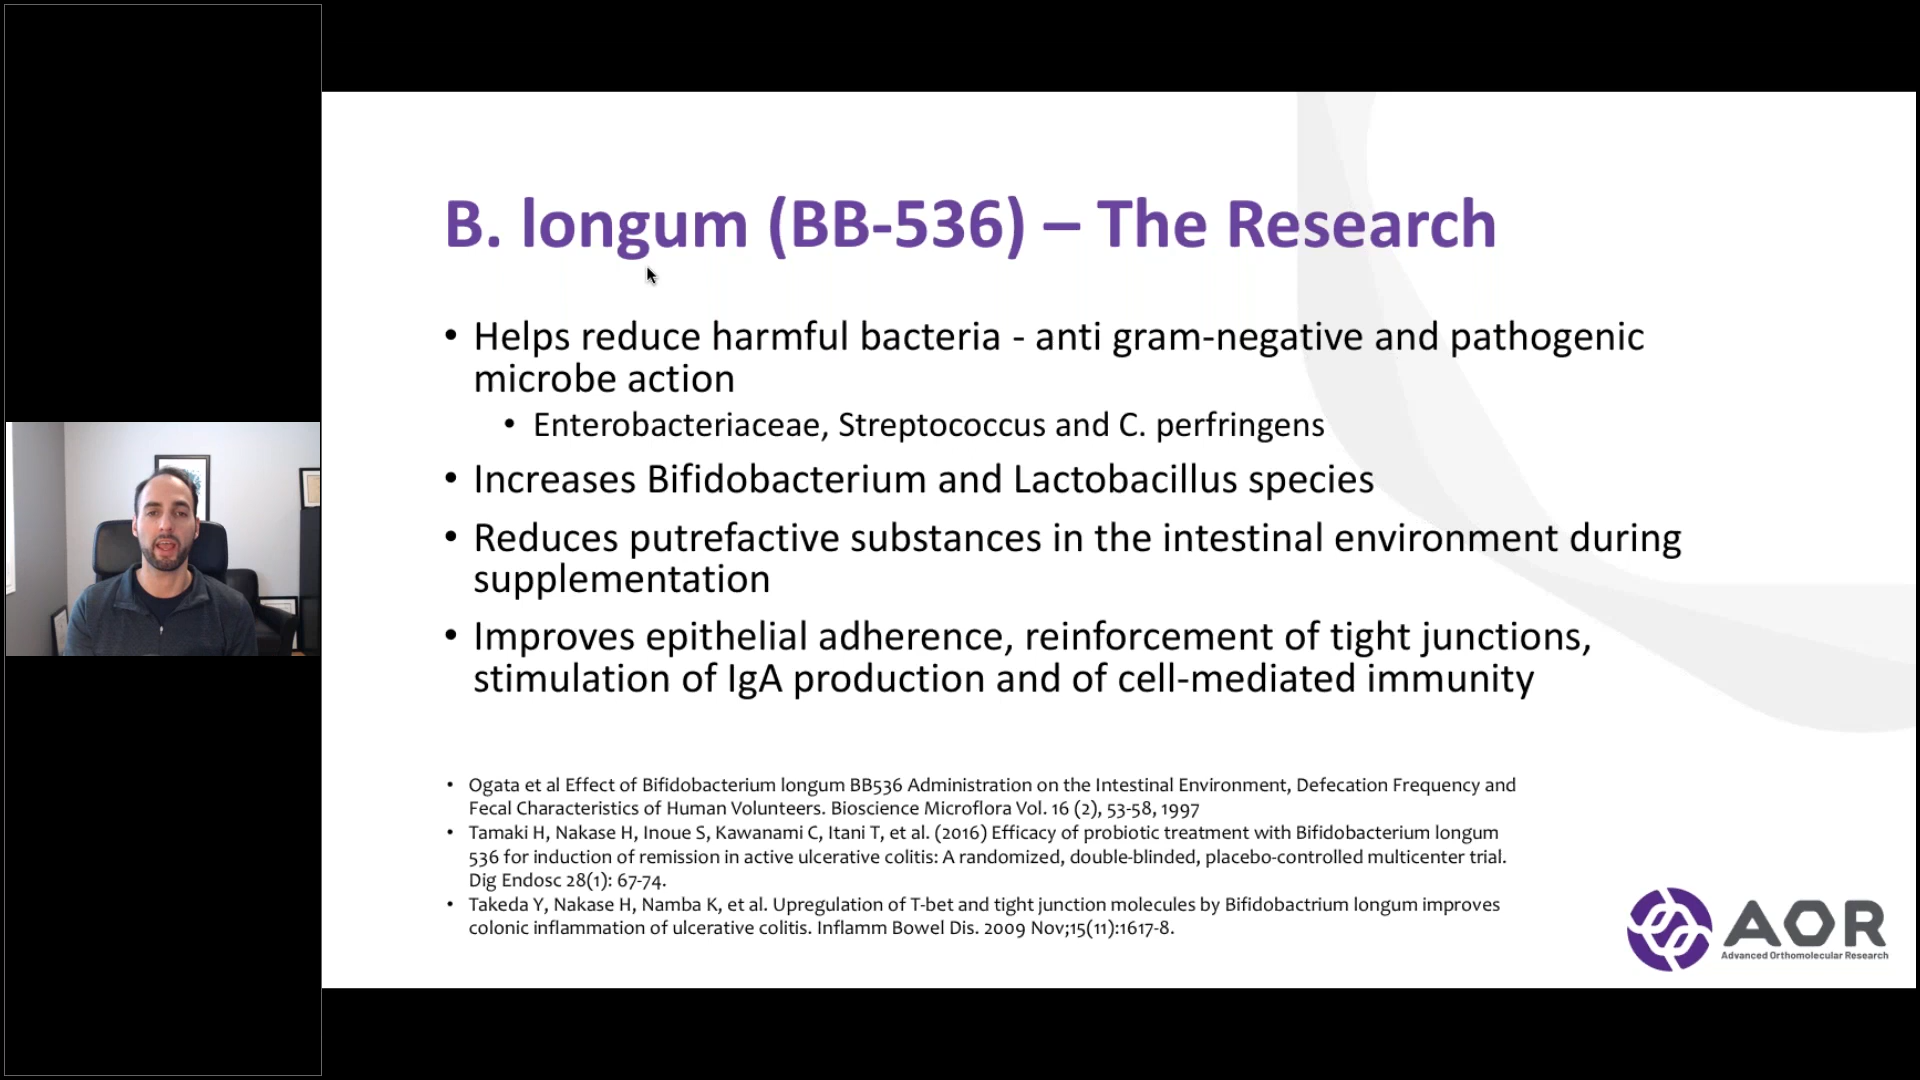 B. longum (BB-536) – The Research
• Helps reduce harmful bacteria - anti gram-negative and pathogenic
microbe action
• Enterobacteriaceae, Streptococcus and C. perfringens
• Increases Bifidobacterium and Lactobacillus species
• Reduces putrefactive substances in the intestinal environment during
supplementation
• Improves epithelial adherence, reinforcement of tight junctions,
stimulation of IgA production and of cell-mediated immunity
• Ogata et al Effect of Bifidobacterium longum BB536 Administration on the Intestinal Environment, Defecation Frequency and
Fecal Characteristics of Human Volunteers. Bioscience Microflora Vol. 16 (2), 53-58, 1997
• Tamaki H, Nakase H, Inoue S, Kawanami C, Itani T, et al. (2016) Efficacy of probiotic treatment with Bifidobacterium longum
536 for induction of remission in active ulcerative colitis: A randomized, double-blinded, placebo-controlled multicenter trial.
Dig Endosc 28(1): 67-74.
• Takeda Y, Nakase H, Namba K, et al. Upregulation of T-bet and tight junction molecules by Bifidobactrium longum improves
colonic inflammation of ulcerative colitis. Inflamm Bowel Dis. 2009 Nov;15(11):1617-8.
AOR
Advanced Orthomolecular Research